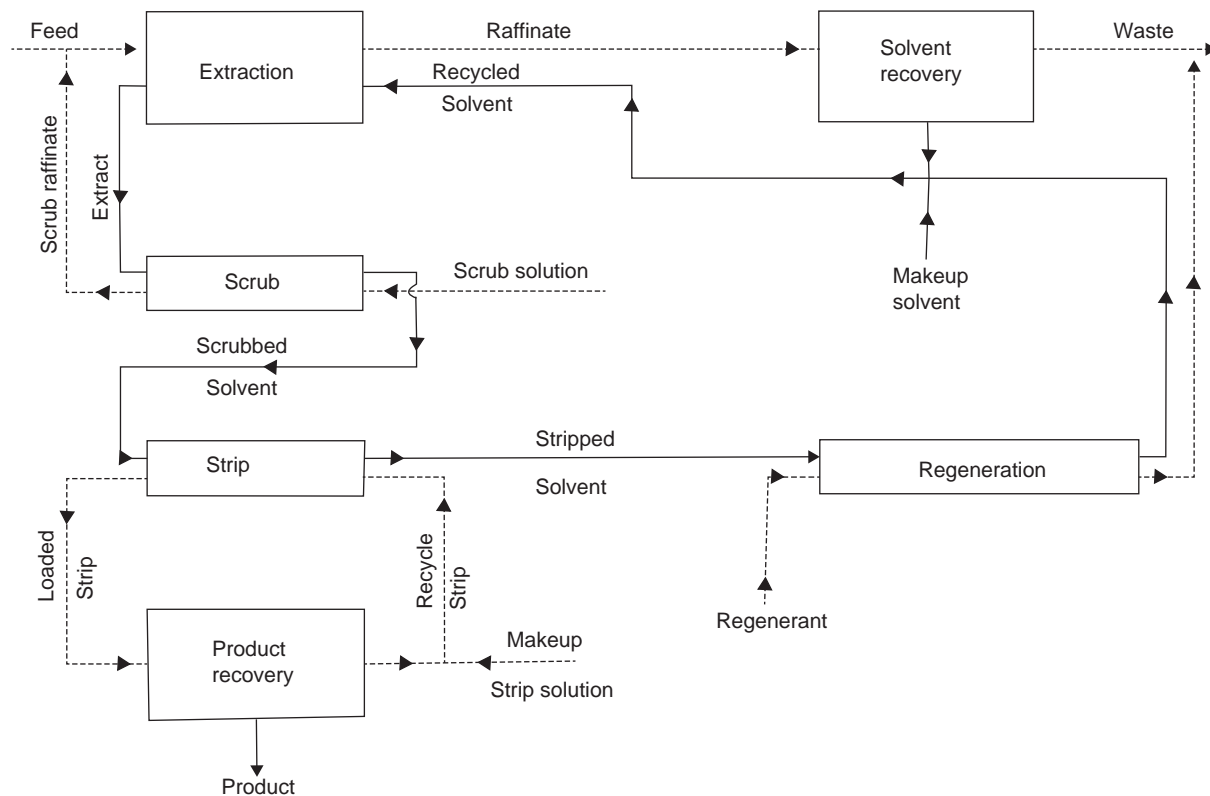 Feed
Raffinate
Waste
Extraction
Solvent
recovery
Recycled
Solvent
Scrub raffinate
Extract
Scrub
Scrub solution
Makeup
solvent
Scrubbed
Solvent
Strip
Stripped
Solvent
Regeneration
Loaded
Strip
Recycle
Strip
Regenerant
Product
recovery
Makeup
Strip solution
Product